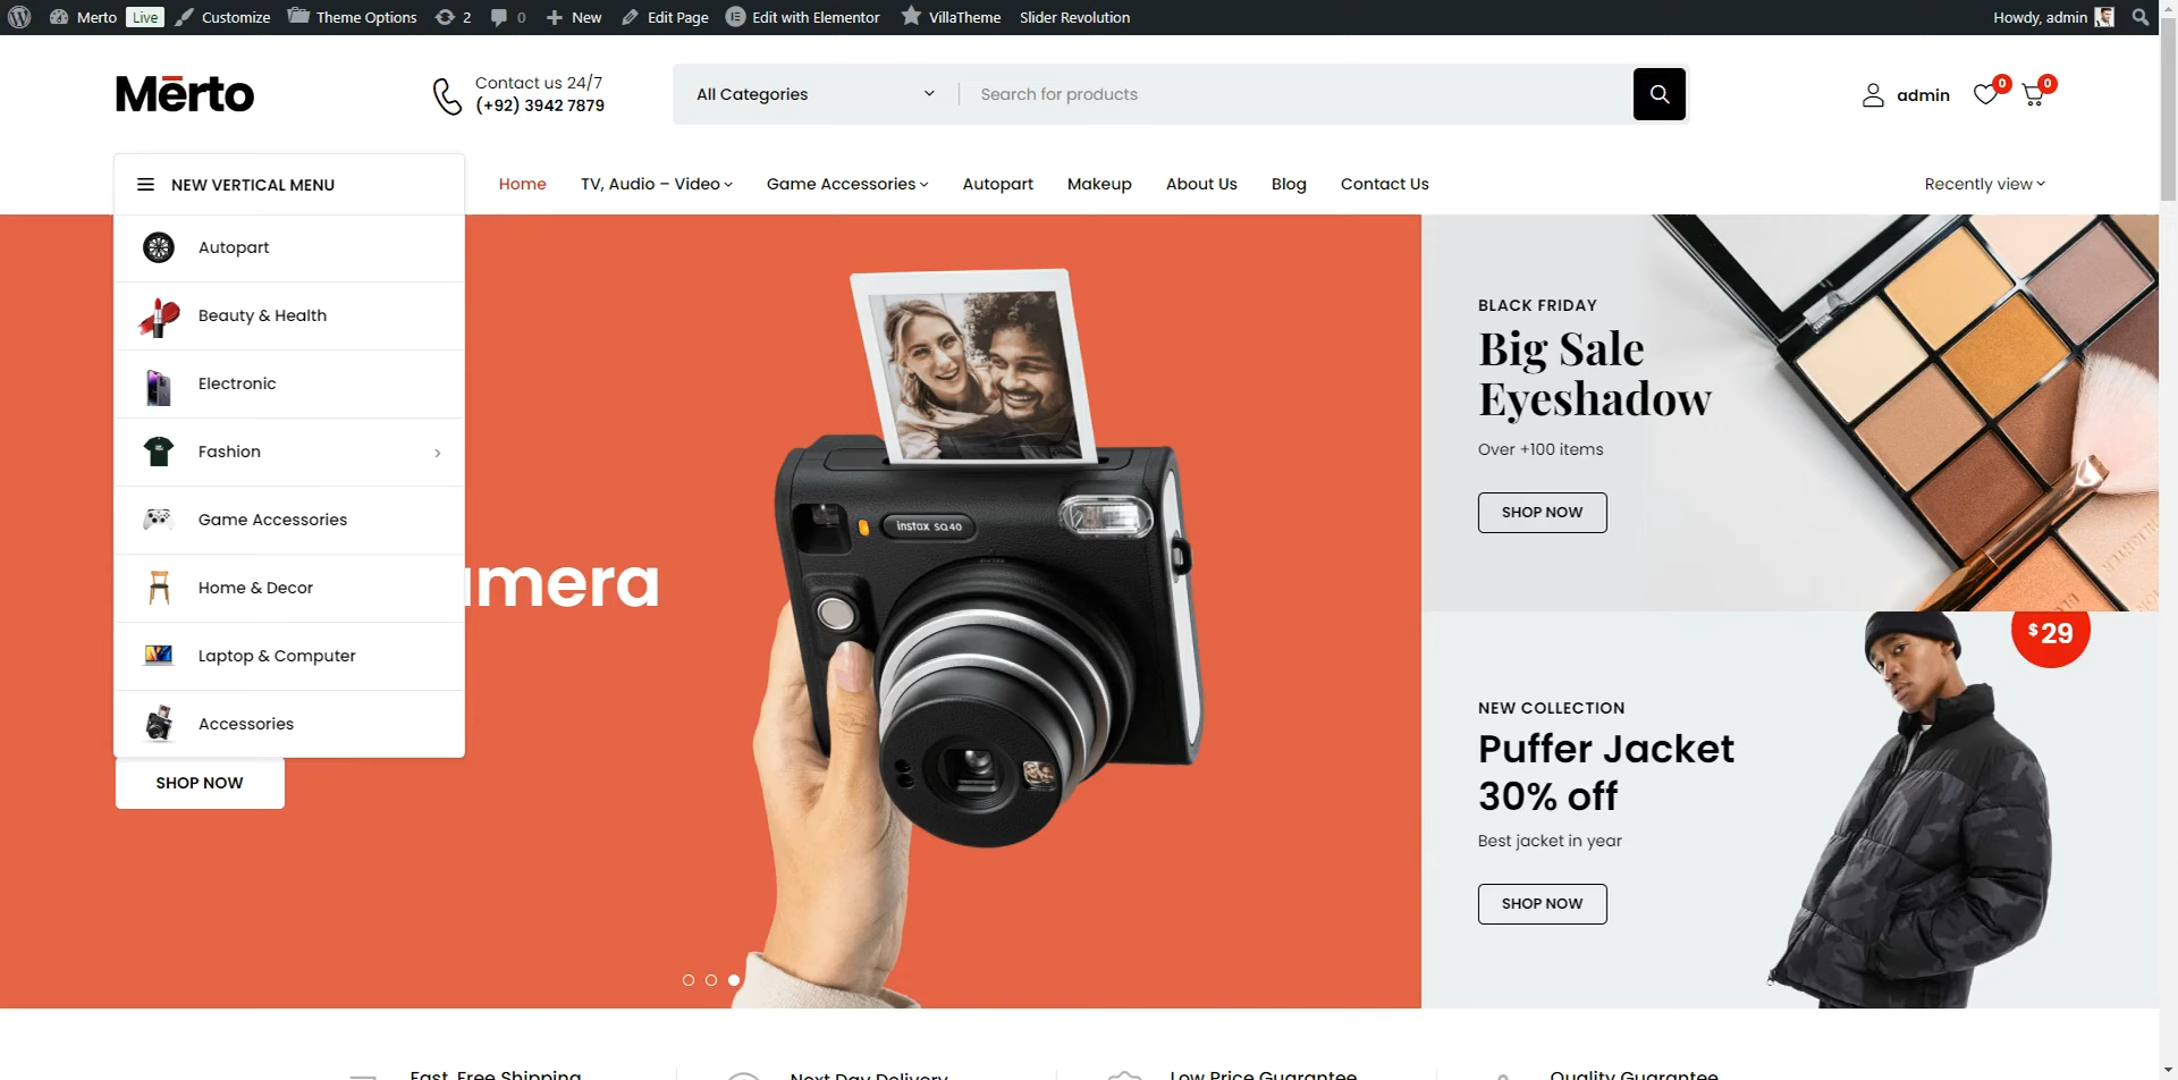 Merto Live Customize Theme Options 2 0 New Edit Page Edit with Elementor VillaTheme Slider Revolution Howdy, admin
Mērto
Contact us 24/7
(+92) 3942 7879
All Categories
Search for products
admin
0
0
NEW VERTICAL MENU
Home TV, Audio – Video Game Accessories Autopart Makeup About Us Blog Contact Us Recently view
Autopart
Beauty & Health
Electronic
Fashion
Game Accessories
Home & Decor
Laptop & Computer
Accessories
amera
SHOP NOW
instax SQ40
BLACK FRIDAY
Big Sale
Eyeshadow
Over +100 items
SHOP NOW
$29
NEW COLLECTION
Puffer Jacket
30% off
Best jacket in year
SHOP NOW
Fast, Free Shipping
Next Day Delivery
Low Price Guarantee
Quality Guarantee